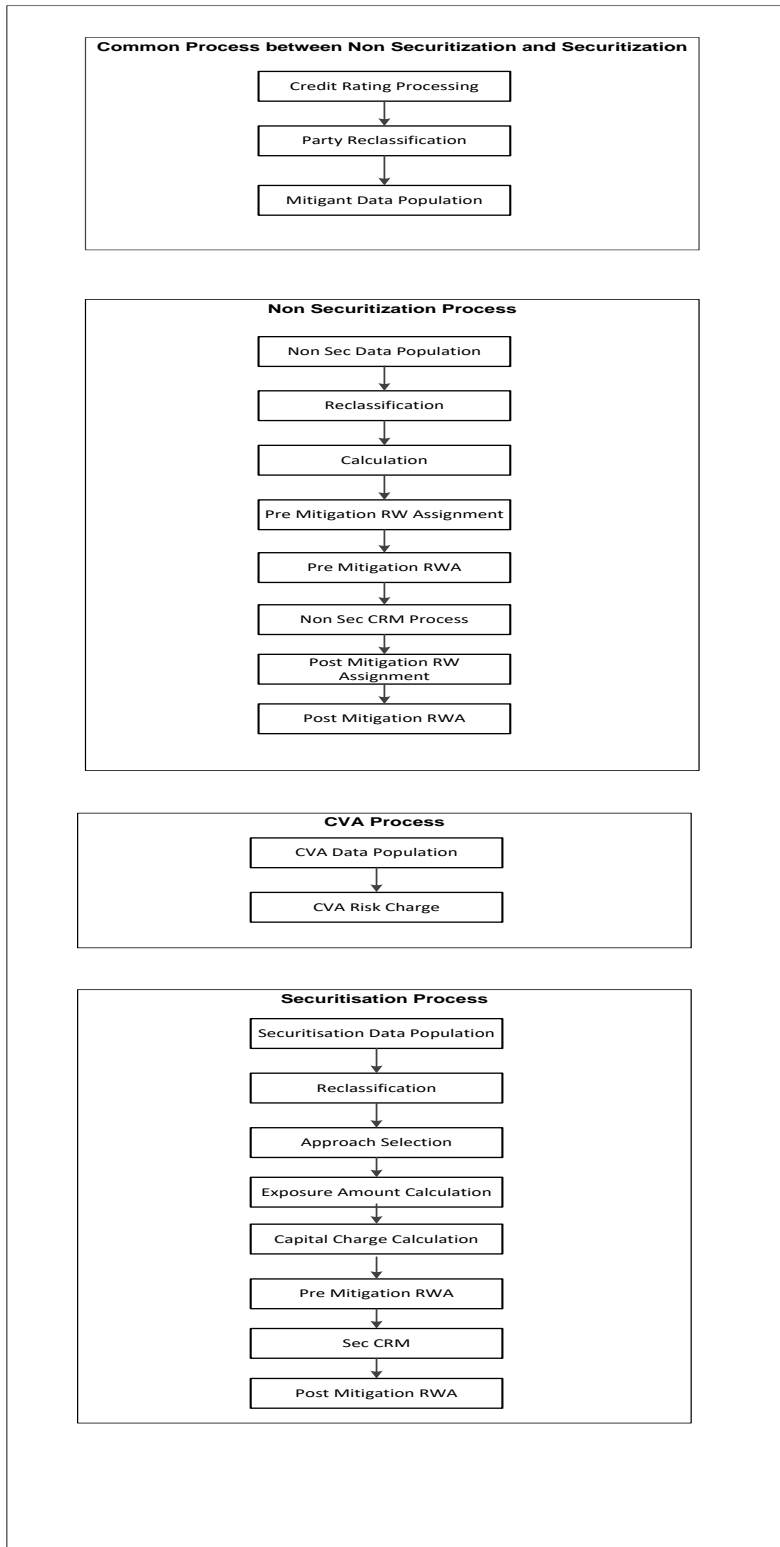 Common Process between Non Securitization and Securitization
Credit Rating Processing
Party Reclassification
Mitigant Data Population
Non Securitization Process
Non Sec Data Population
Reclassification
Calculation
Pre Mitigation RW Assignment
Pre Mitigation RWA
Non Sec CRM Process
Post Mitigation RW
Assignment
Post Mitigation RWA
CVA Process
CVA Data Population
CVA Risk Charge
Securitisation Process
Securitisation Data Population
Reclassification
Approach Selection
Exposure Amount Calculation
Capital Charge Calculation
Pre Mitigation RWA
Sec CRM
Post Mitigation RWA